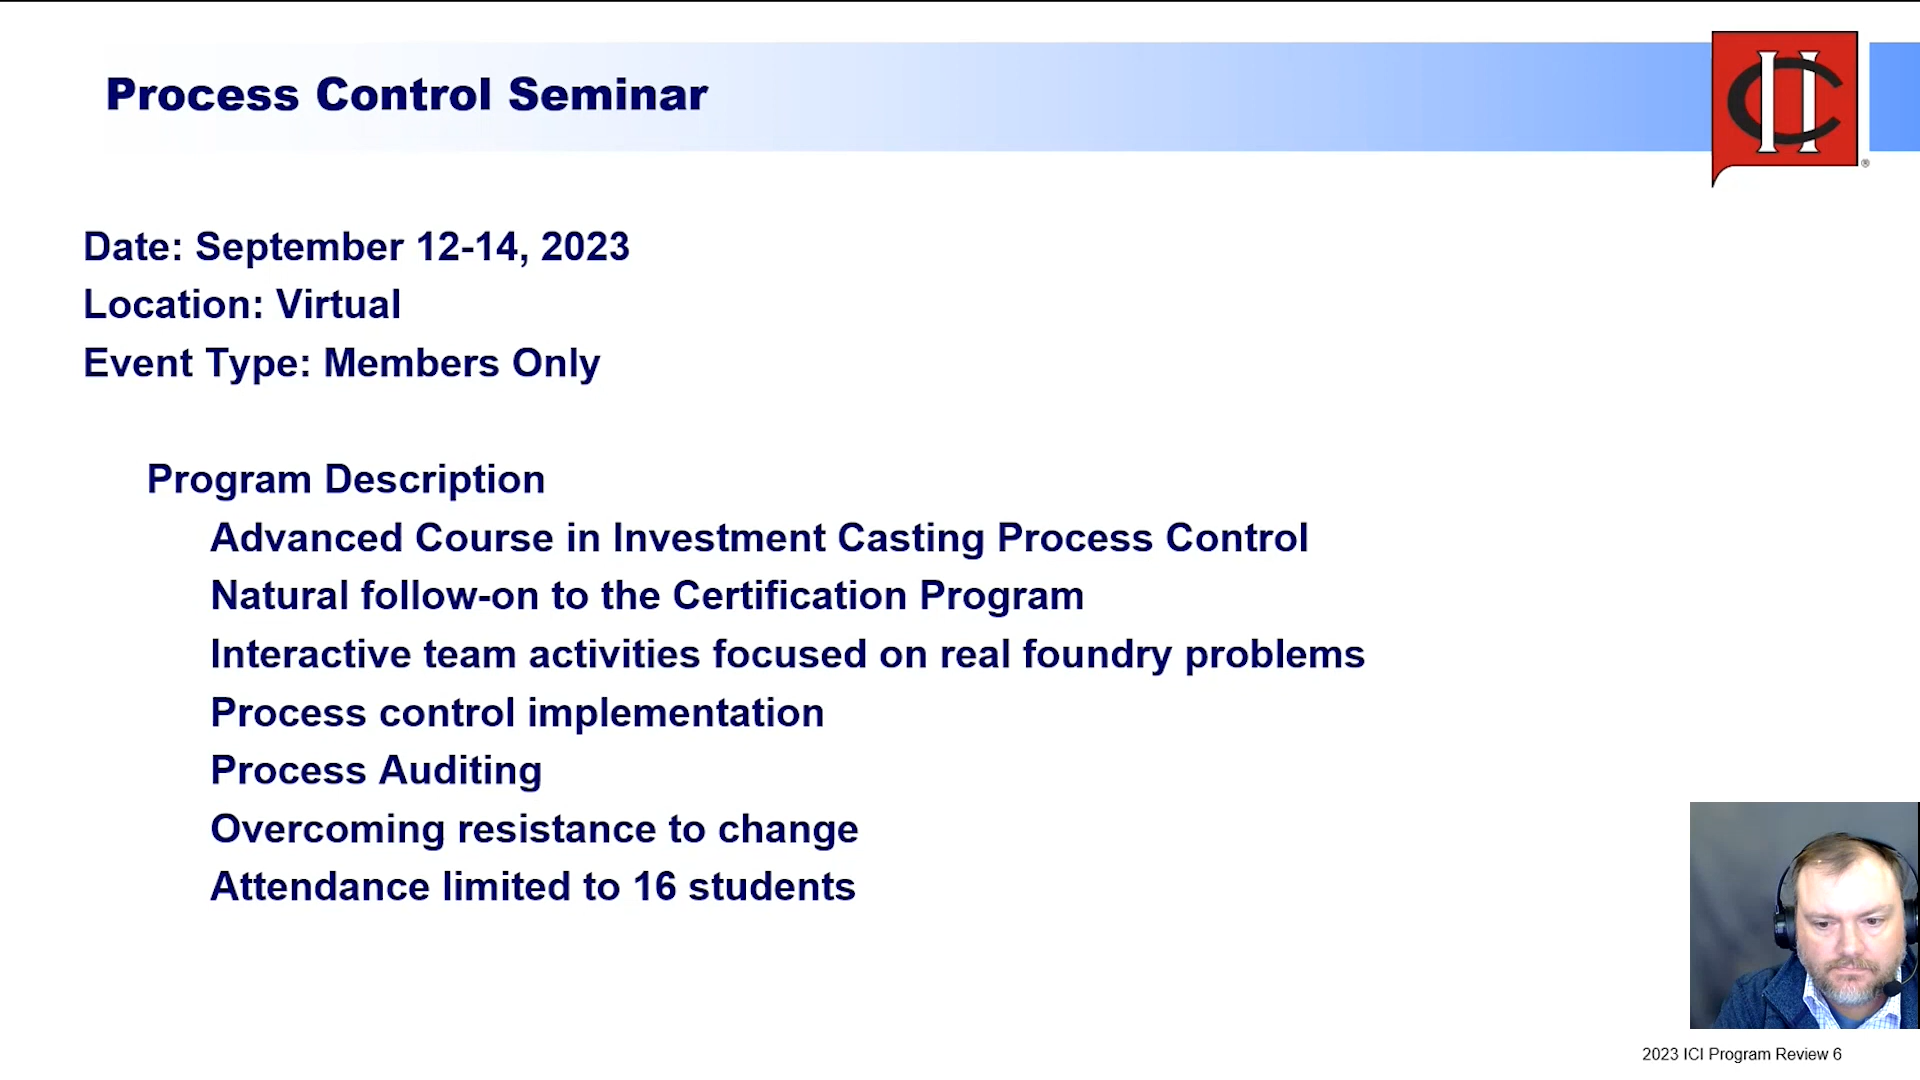 Process Control Seminar
ICI
®
Date: September 12-14, 2023
Location: Virtual
Event Type: Members Only
Program Description
Advanced Course in Investment Casting Process Control
Natural follow-on to the Certification Program
Interactive team activities focused on real foundry problems
Process control implementation
Process Auditing
Overcoming resistance to change
Attendance limited to 16 students
2023 ICI Program Review 6